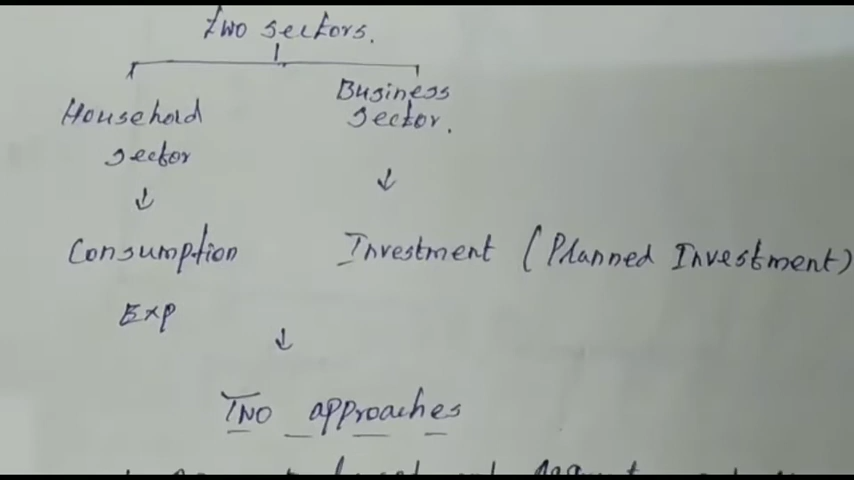 Two sectors.
Household
sector
Business
sector.
↓
↓
Consumption
Exp
Investment (Planned Investment)
↓
Two approaches